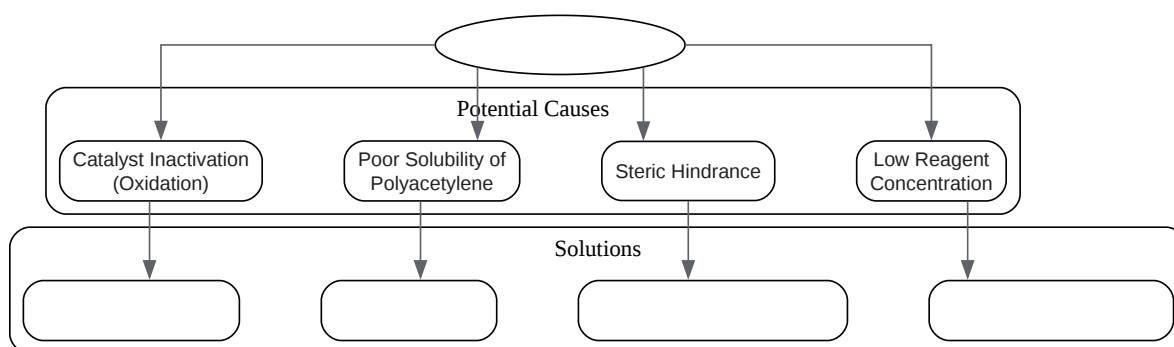 Potential Causes
Catalyst Inactivation
(Oxidation)
Poor Solubility of
Polyacetylene
Steric Hindrance
Low Reagent
Concentration
Solutions